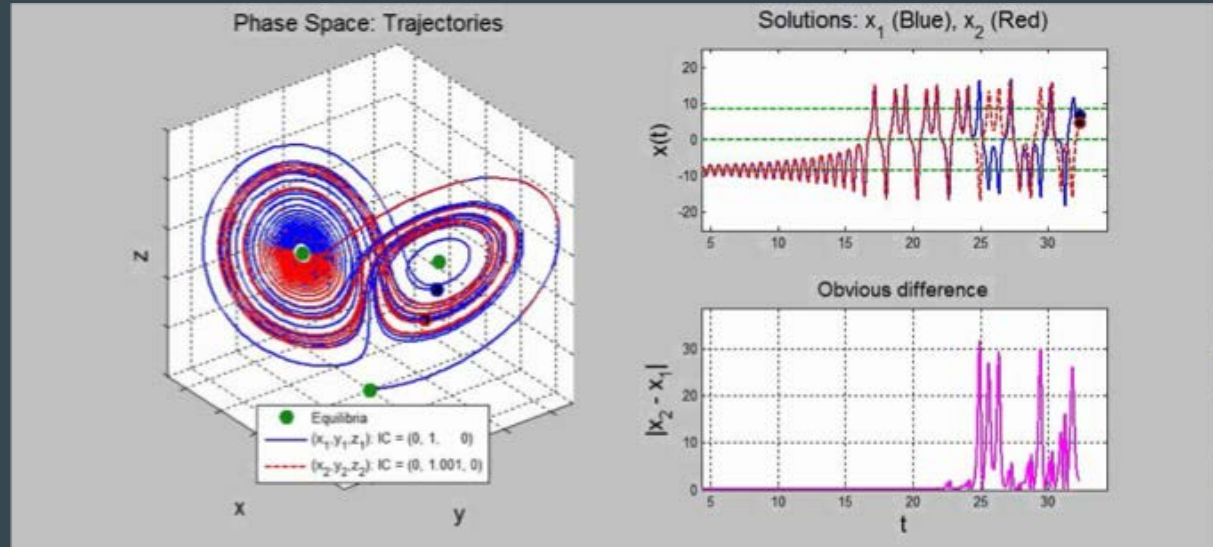 Phase Space: Trajectories
z
x
y
Equilibria
(x₁,y₁,z₁): IC = (0, 1.     0)
(x₂,y₂,z₂): IC = (0, 1.001, 0)
Solutions: x₁ (Blue), x₂ (Red)
x(t)
20
10
0
-10
-20
5 10 15 20 25 30
Obvious difference
|x₂ - x₁|
30
20
10
0
5 10 15 20 25 30
t